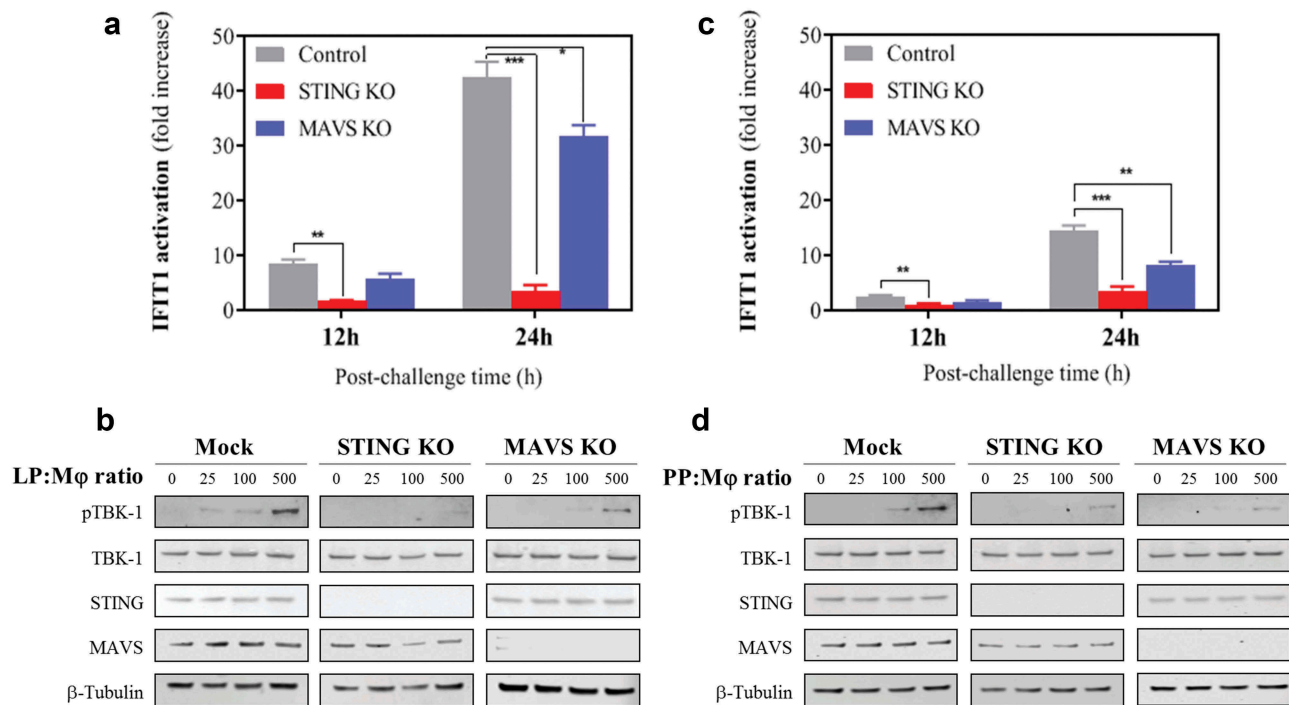 a
IFIT1 activation (fold increase)
50
40
30
20
10
0
Control
STING KO
MAVS KO
**
***
*
12h
24h
Post-challenge time (h)
c
IFIT1 activation (fold increase)
50
40
30
20
10
0
Control
STING KO
MAVS KO
**
***
**
12h
24h
Post-challenge time (h)
b
Mock STING KO MAVS KO
LP:Mφ ratio 0 25 100 500 0 25 100 500 0 25 100 500
pTBK-1
TBK-1
STING
MAVS
β-Tubulin
d
Mock STING KO MAVS KO
PP:Mφ ratio 0 25 100 500 0 25 100 500 0 25 100 500
pTBK-1
TBK-1
STING
MAVS
β-Tubulin